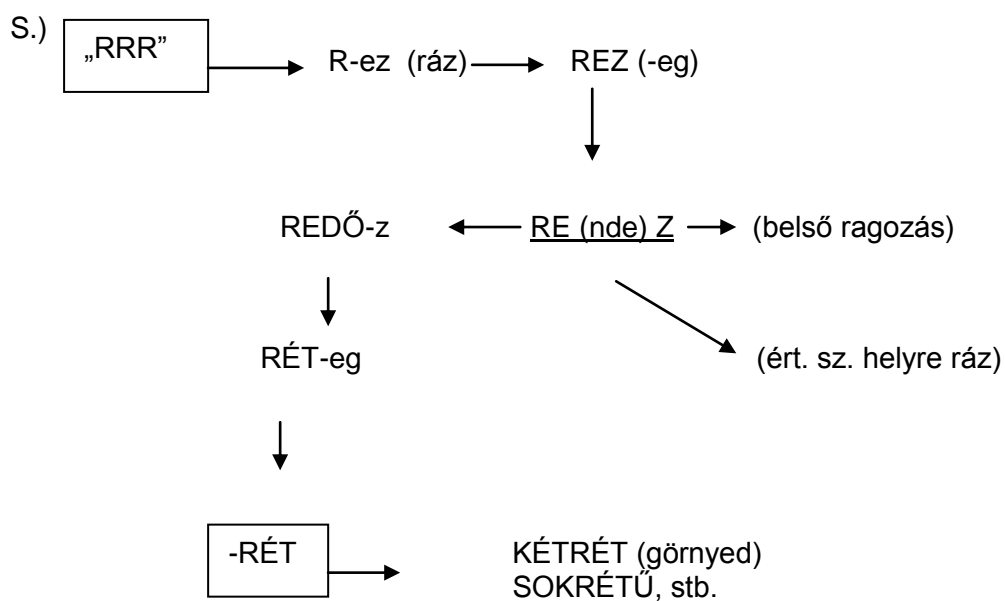 S.)
„RRR” R-ez (ráz) REZ (-eg)
REDŐ-z RE (nde) Z (belső ragozás)
RÉT-eg (ért. sz. helyre ráz)
-RÉT KÉTRÉT (görnyed)
SOKRÉTŰ, stb.